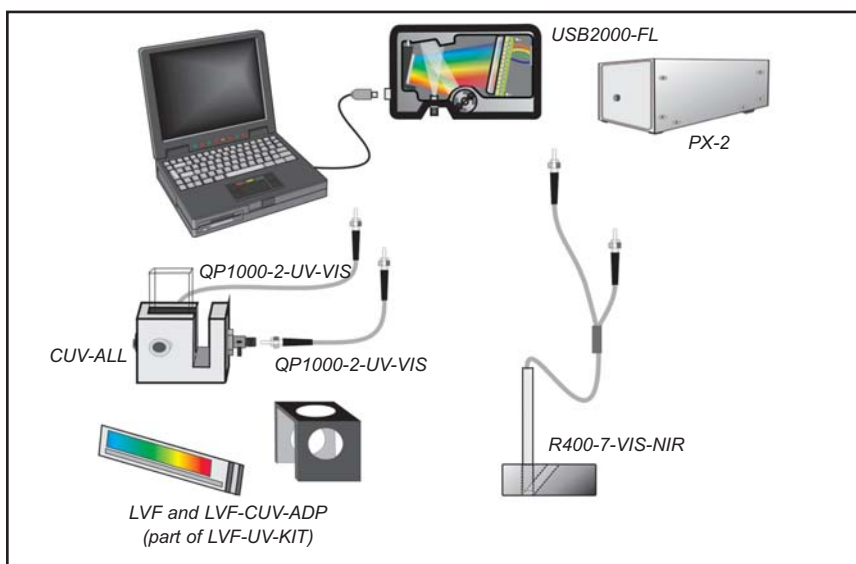 USB2000-FL
PX-2
QP1000-2-UV-VIS
CUV-ALL
QP1000-2-UV-VIS
R400-7-VIS-NIR
LVF and LVF-CUV-ADP
(part of LVF-UV-KIT)